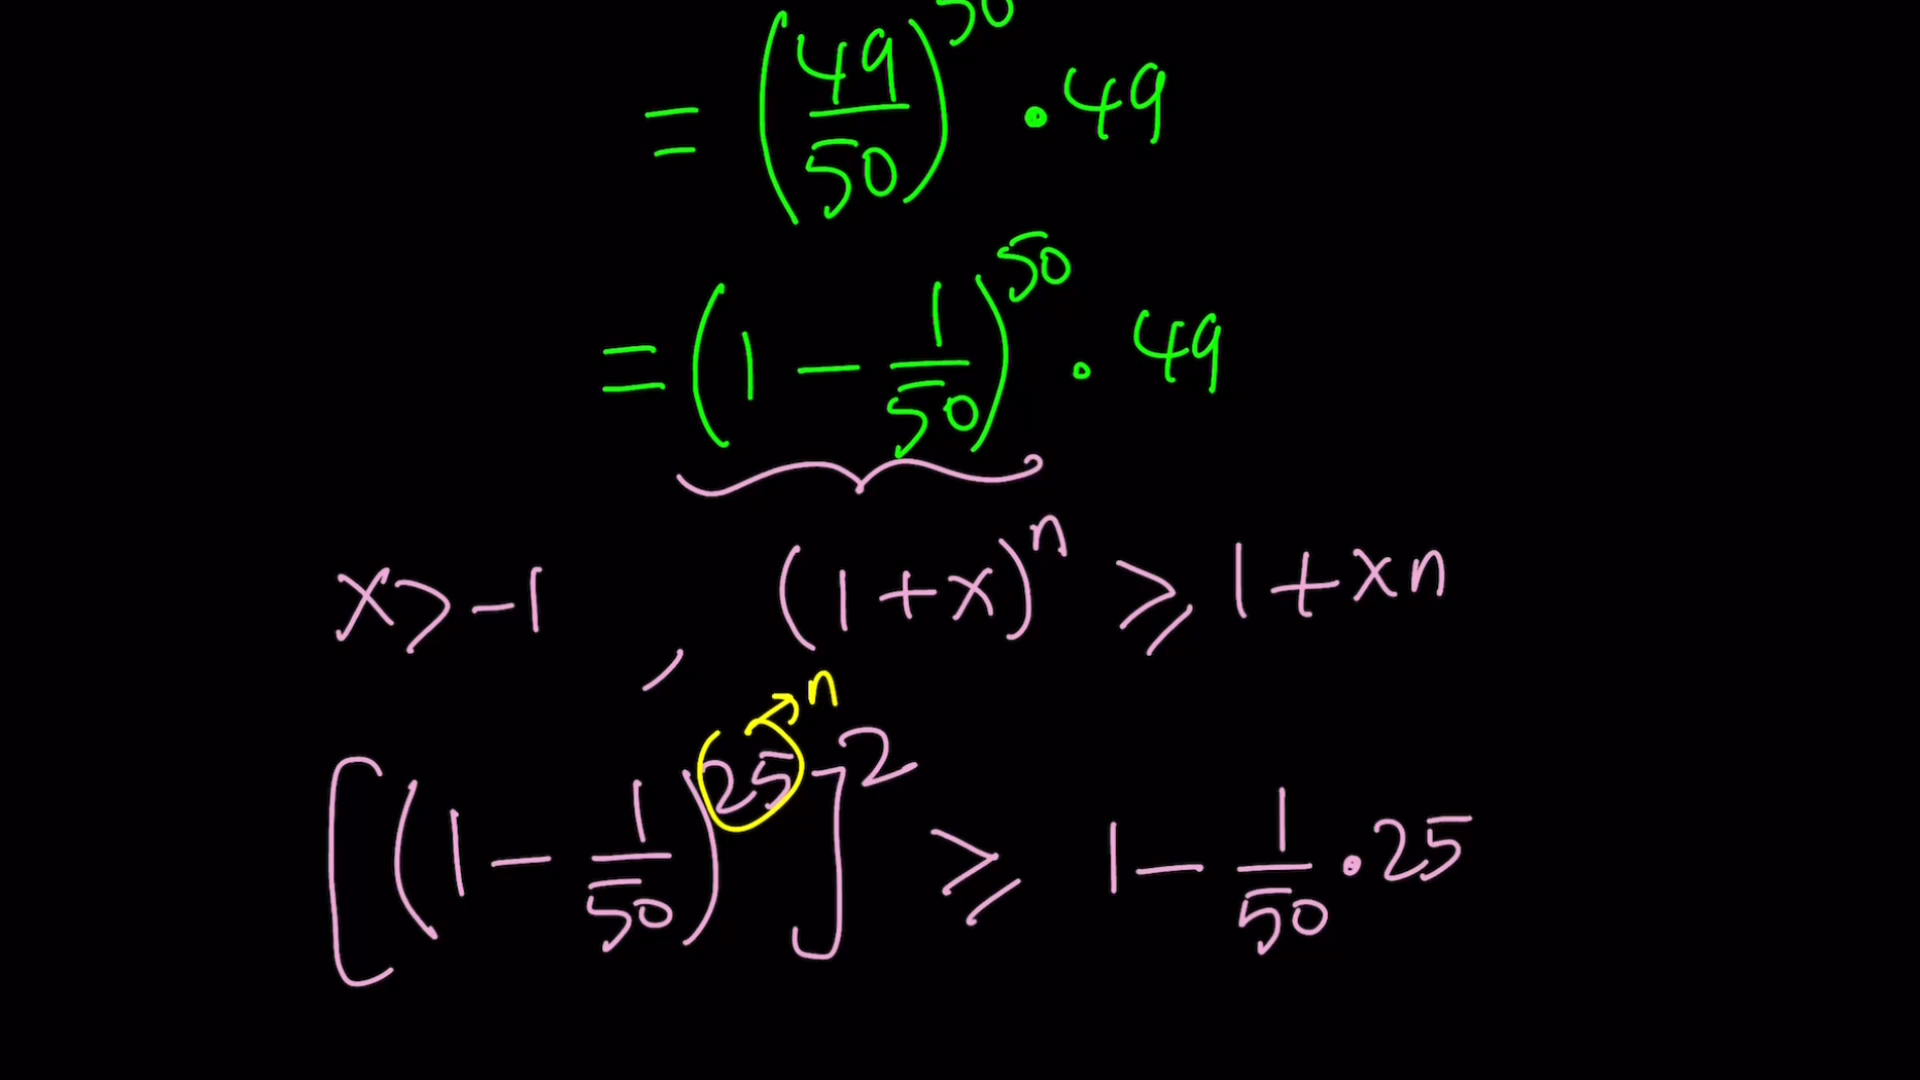 = (49/50)^50 · 49
= (1 − 1/50)^50 · 49
x > −1 , (1 + x)^n ⩾ 1 + xn
→ n
[(1 − 1/50)^25]^2 ⩾ 1 − 1/50 · 25